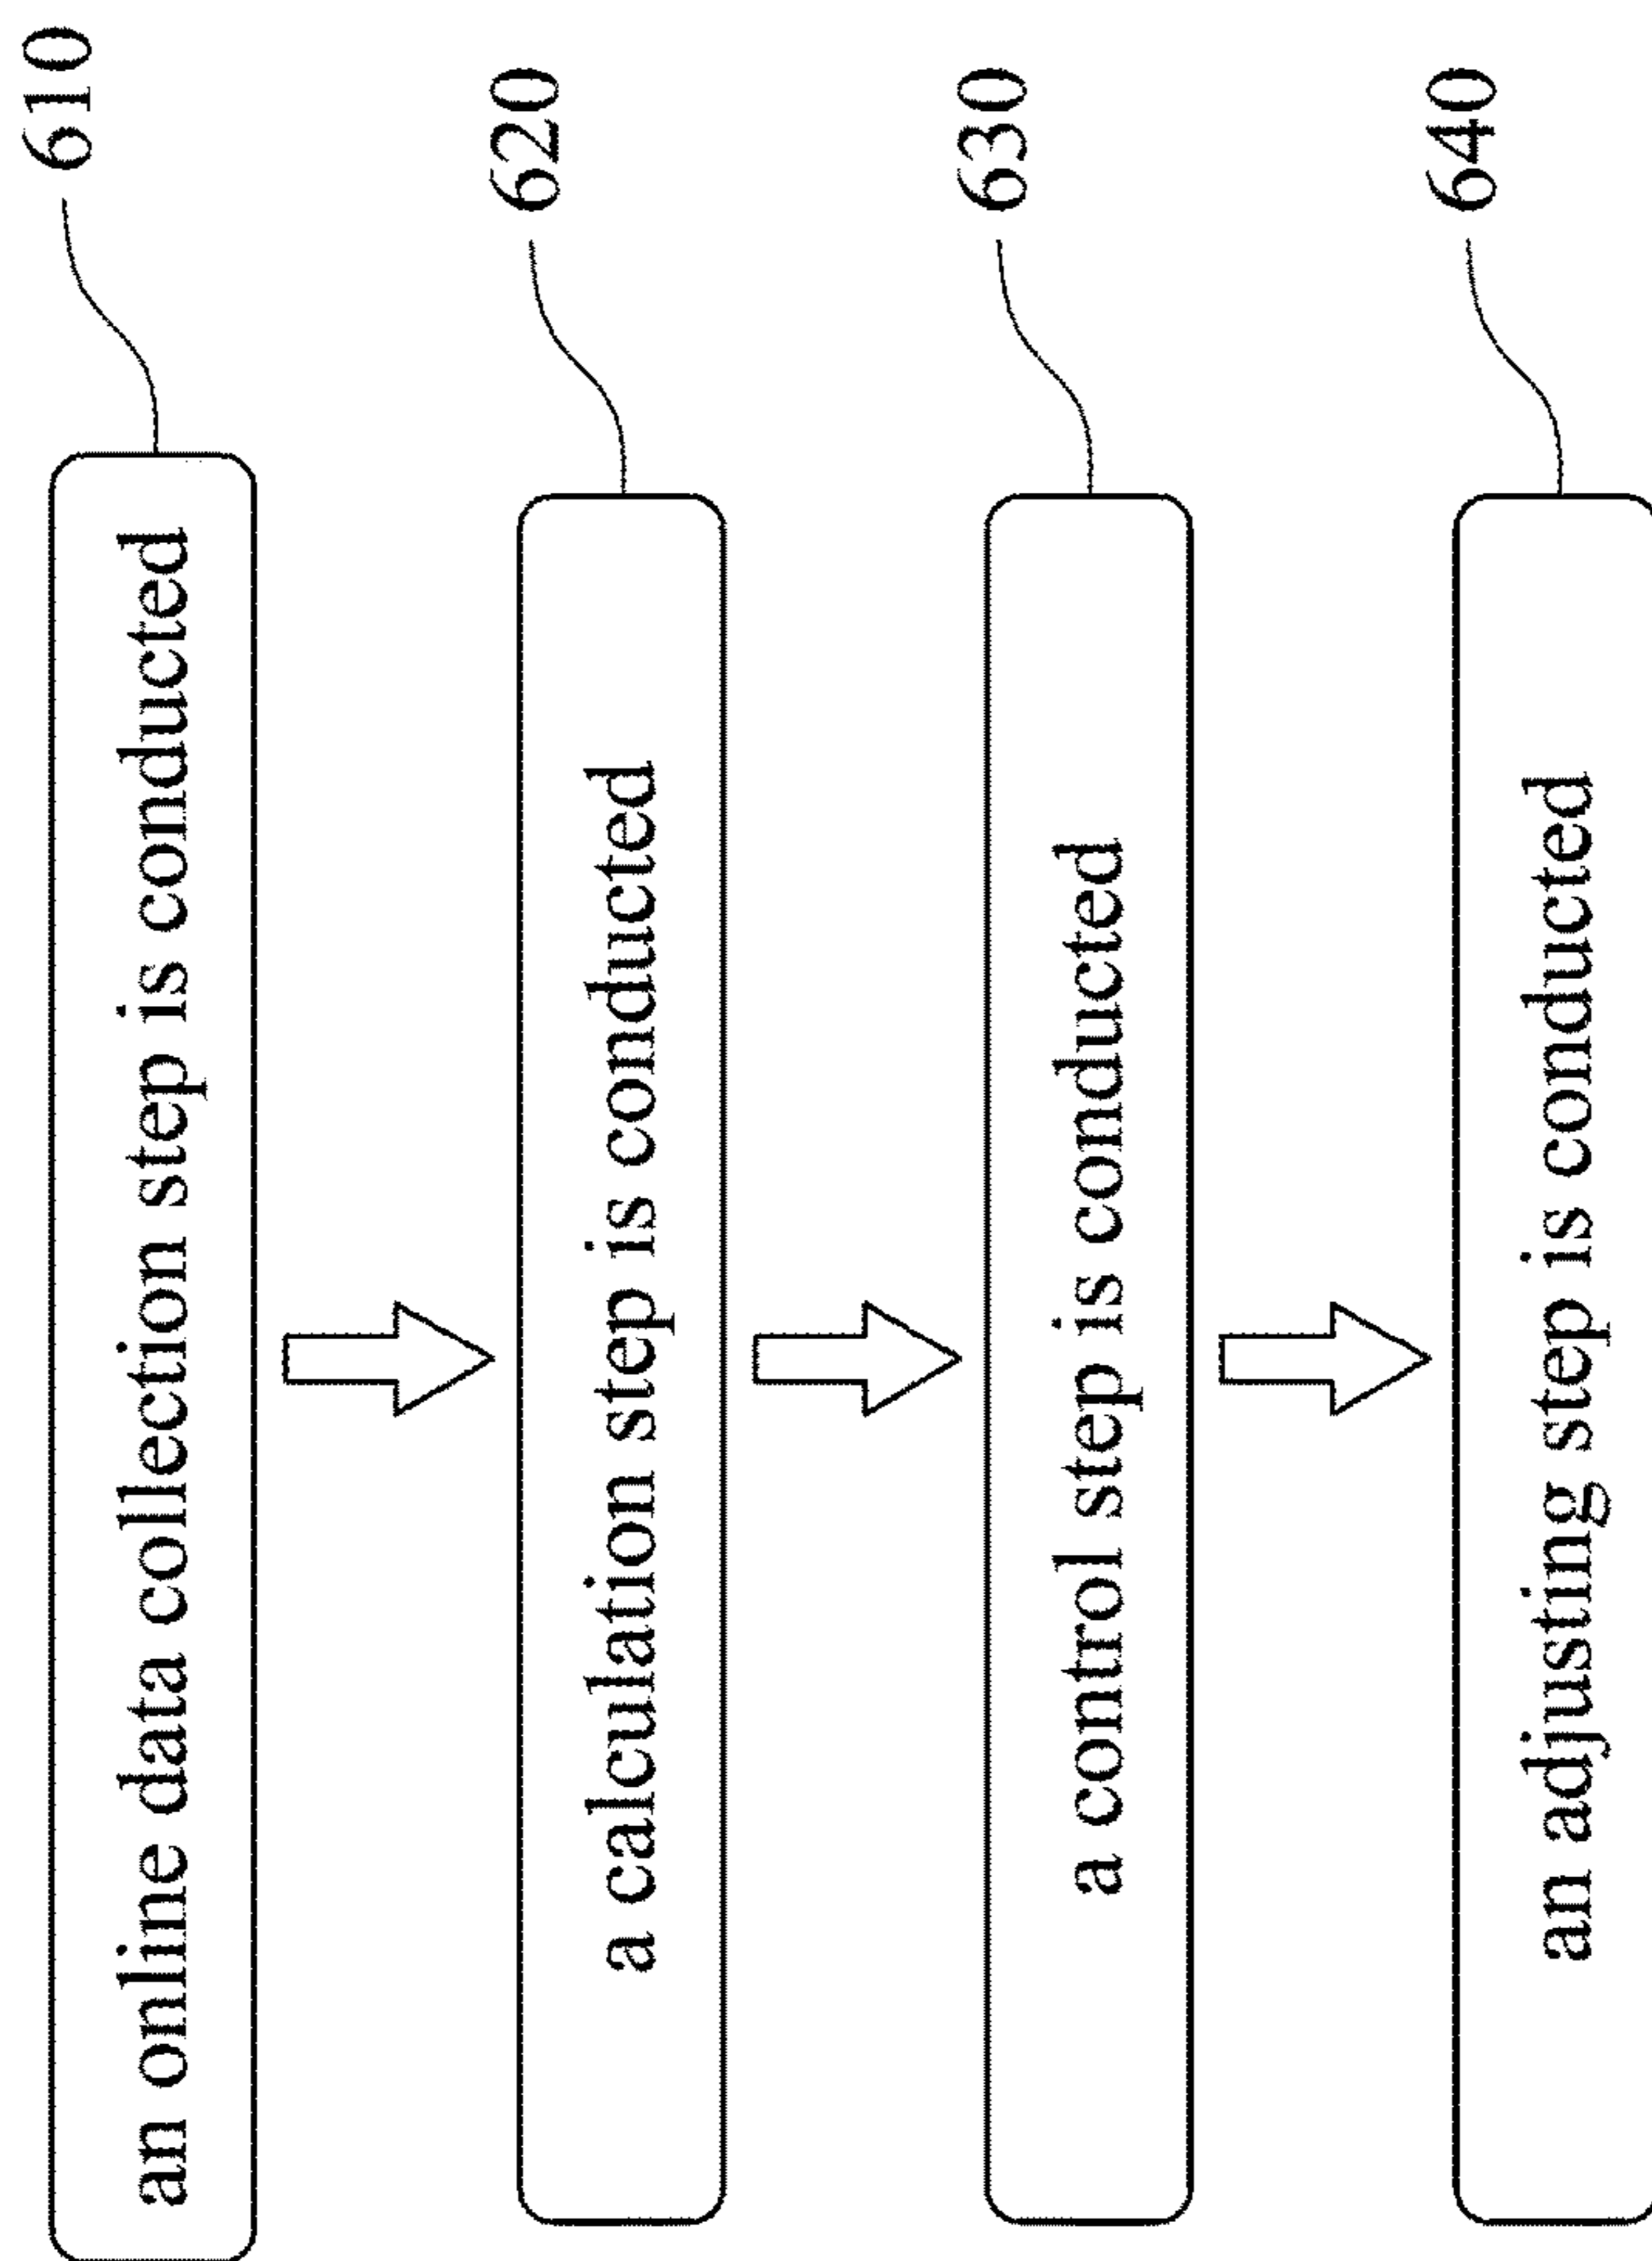 an online data collection step is conducted
610
a calculation step is conducted
620
a control step is conducted
630
an adjusting step is conducted
640